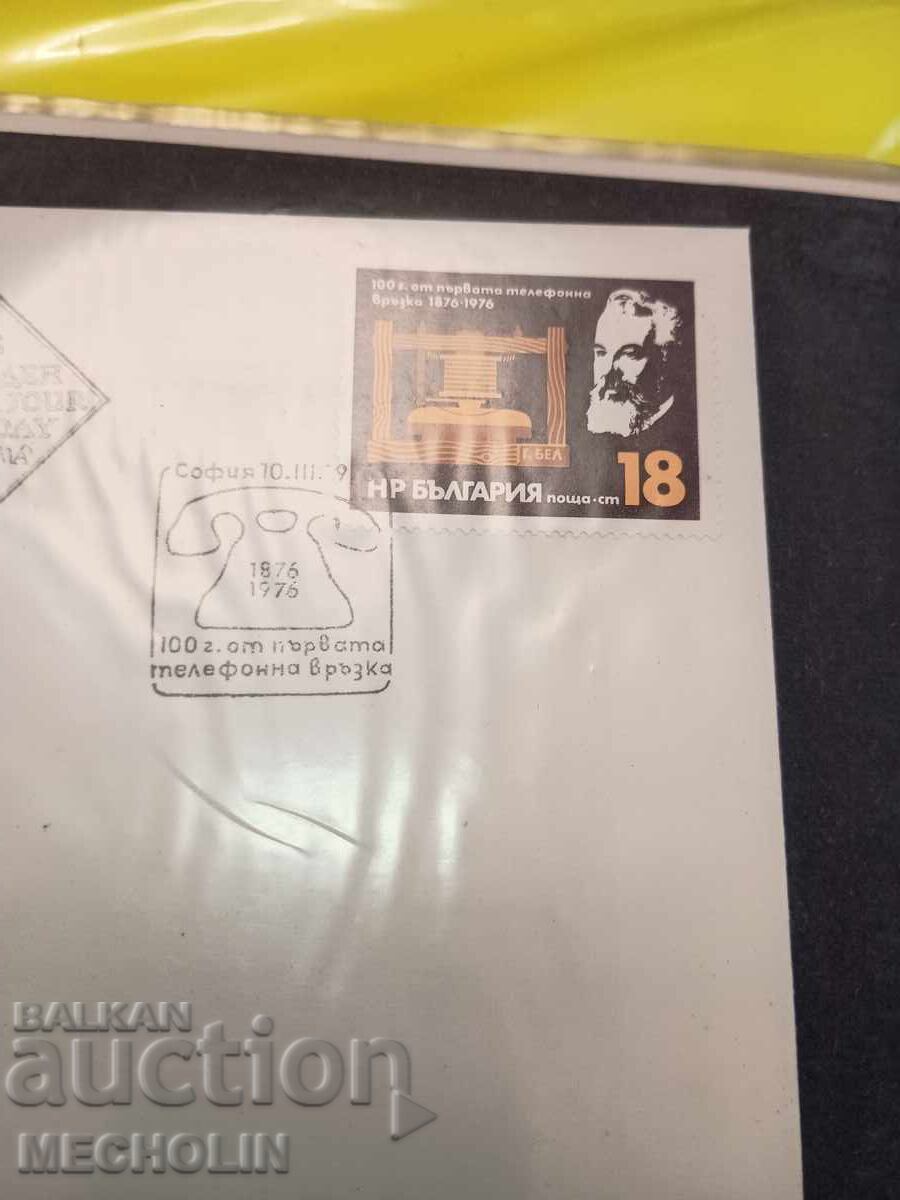 100 г. от първата телефонна
връзка 1876-1976
Г. БЕЛ
НР БЪЛГАРИЯ поща·ст 18
София 10.III.
1876
1976
100 г. от първата
телефонна връзка
BALKAN
auction
MECHOLIN